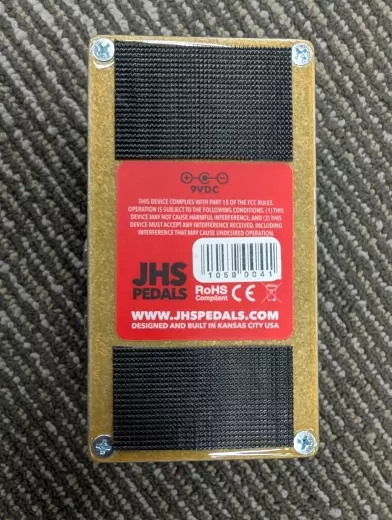 9VDC
THIS DEVICE COMPLIES WITH PART 15 OF THE FCC RULES.
OPERATION IS SUBJECT TO THE FOLLOWING CONDITIONS. (1) THIS
DEVICE MAY NOT CAUSE HARMFUL INTERFERENCE, AND (2) THIS
DEVICE MUST ACCEPT ANY INTERFERENCE RECEIVED, INCLUDING
INTERFERENCE THAT MAY CAUSE UNDESIRED OPERATION.
1059 0041
JHS
PEDALS
RoHS
Compliant
CE
WWW.JHSPEDALS.COM
DESIGNED AND BUILT IN KANSAS CITY USA